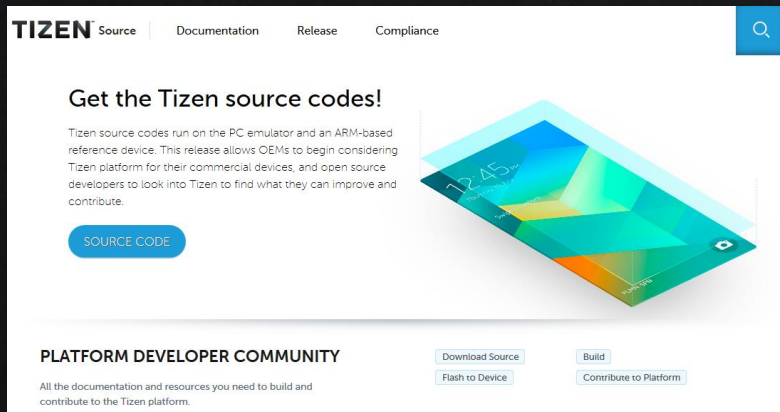 TIZEN™ Source Documentation Release Compliance
Get the Tizen source codes!
Tizen source codes run on the PC emulator and an ARM-based
reference device. This release allows OEMs to begin considering
Tizen platform for their commercial devices, and open source
developers to look into Tizen to find what they can improve and
contribute.
SOURCE CODE
12:45
PLATFORM DEVELOPER COMMUNITY
All the documentation and resources you need to build and
contribute to the Tizen platform.
Download Source Build
Flash to Device Contribute to Platform